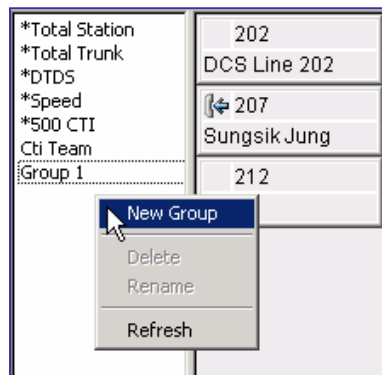 *Total Station
*Total Trunk
*DTDS
*Speed
*500 CTI
Cti Team
Group 1
202
DCS Line 202
207
Sungsik Jung
212
New Group
Delete
Rename
Refresh